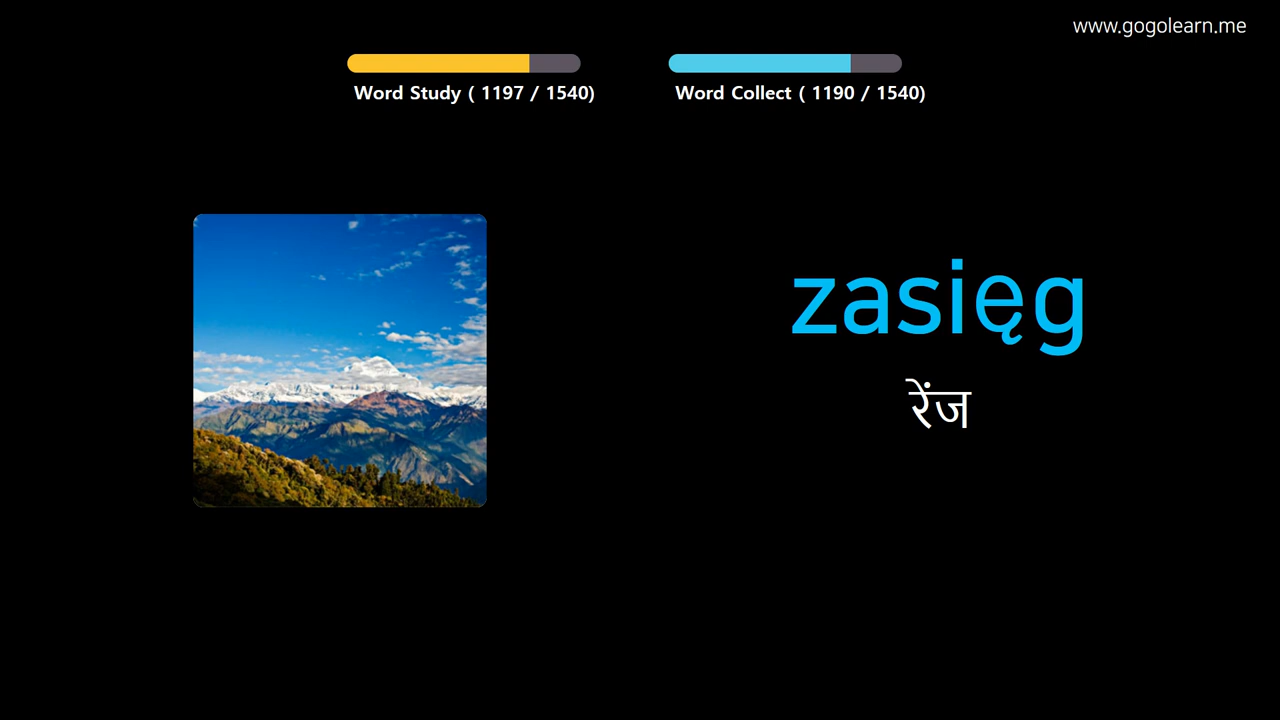 www.gogolearn.me
Word Study ( 1197 / 1540)
Word Collect ( 1190 / 1540)
zasięg
रेंज